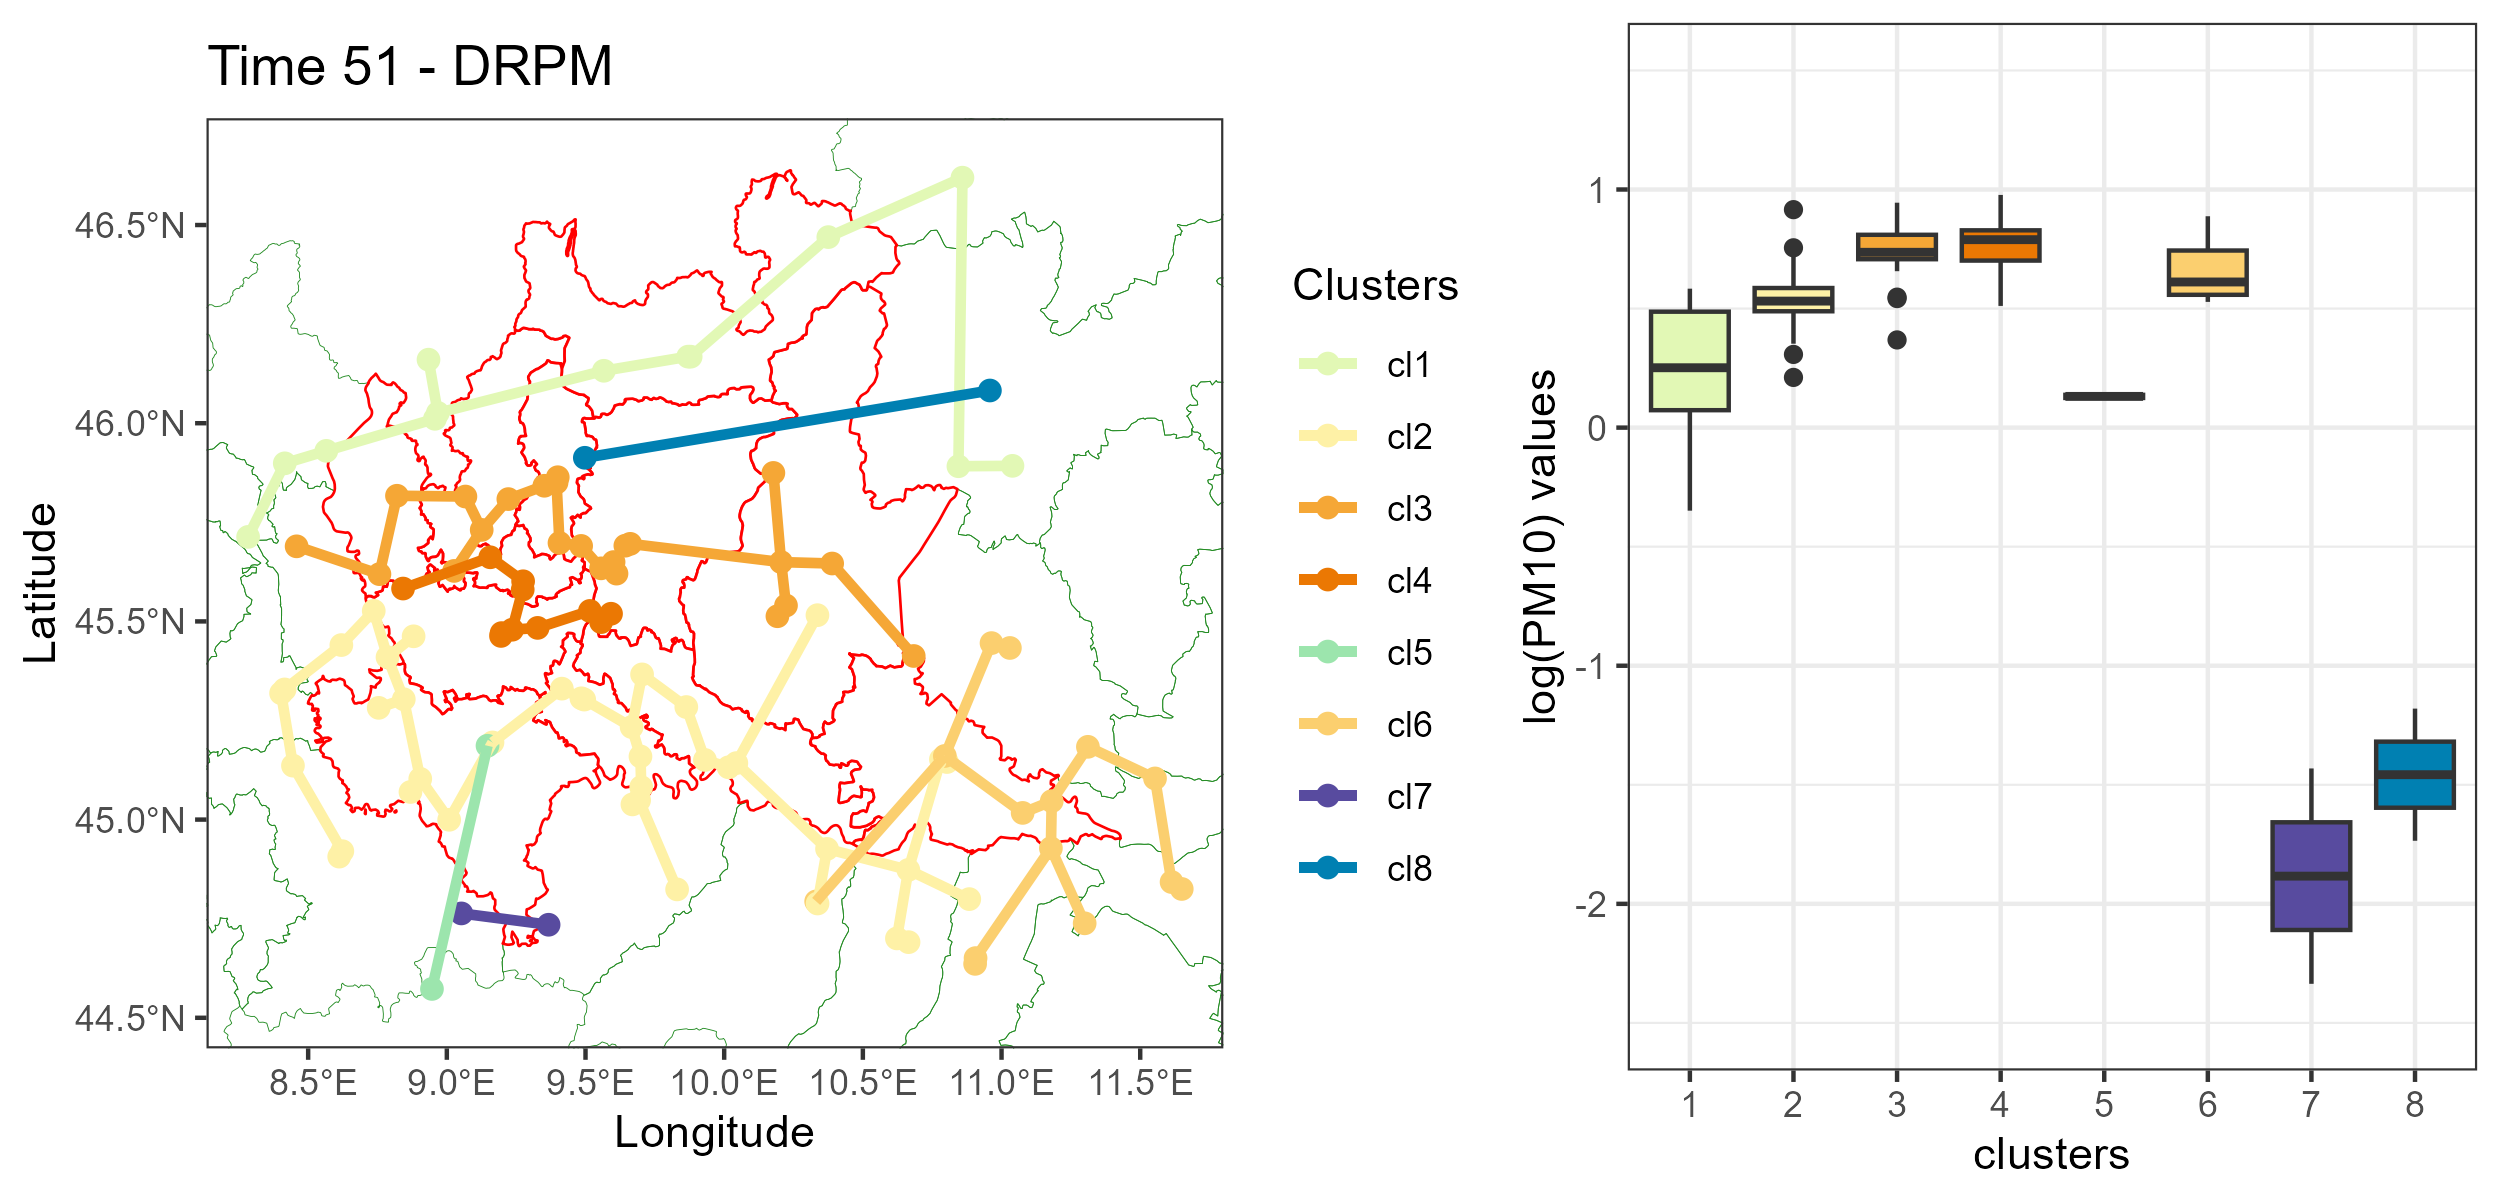 Time 51 - DRPM
46.5°N
46.0°N
45.5°N
45.0°N
44.5°N
Latitude
8.5°E 9.0°E 9.5°E 10.0°E 10.5°E 11.0°E 11.5°E
Longitude
Clusters
cl1
cl2
cl3
cl4
cl5
cl6
cl7
cl8
log(PM10) values
1
0
-1
-2
1 2 3 4 5 6 7 8
clusters